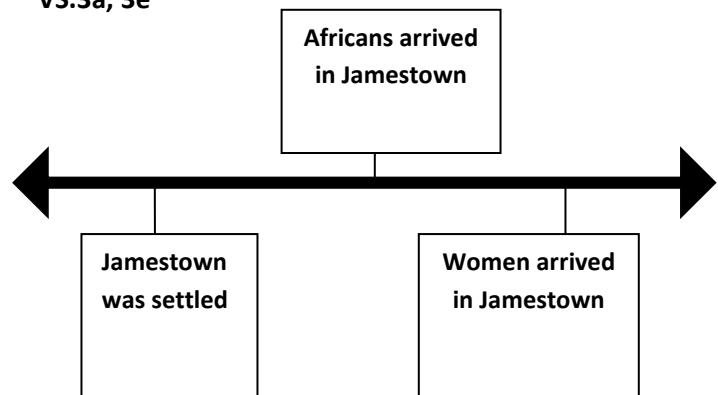 VS.3a, 3e
Africans arrived
in Jamestown
Jamestown
was settled
Women arrived
in Jamestown